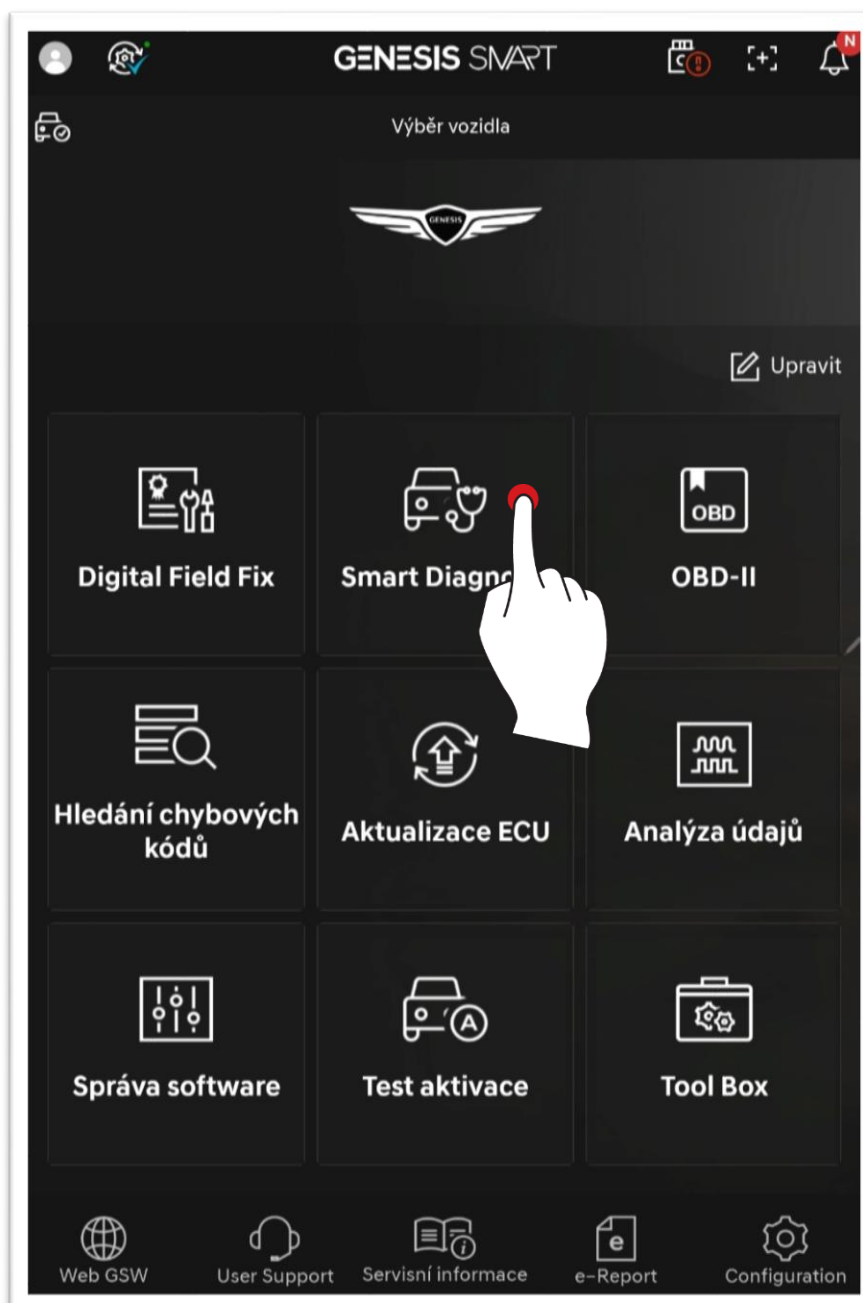 N
GENESIS SMART
Výběr vozidla
GENESIS
Upravit
OBD
Digital Field Fix
Smart
OBD-II
Hledání chybových
kódů
Aktualizace ECU
Analýza údajů
A
Správa software
Test aktivace
Tool Box
e
Web GSW
User Support
Servisní informace
e-Report
Configuration